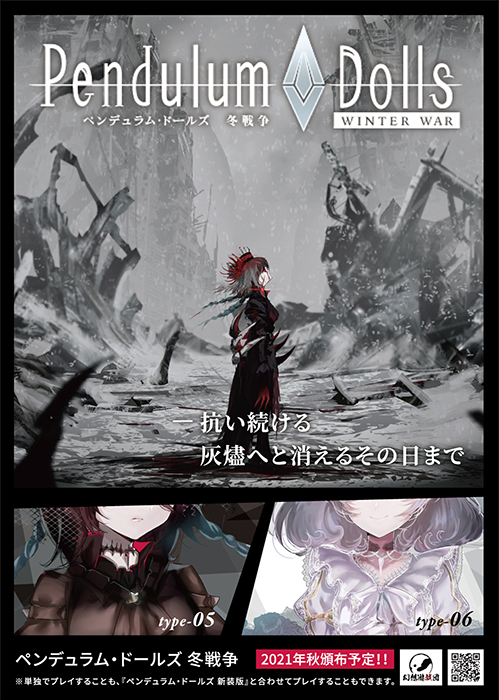 Pendulum Dolls
ペンデュラム・ドールズ 冬戦争
WINTER WAR
― 抗い続ける
灰燼へと消えるその日まで
type-05
type-06
ペンデュラム・ドールズ 冬戦争
2021年秋頒布予定!!
幻想遊戯団
※単独でプレイすることも、『ペンデュラム・ドールズ 新装版』と合わせてプレイすることもできます。